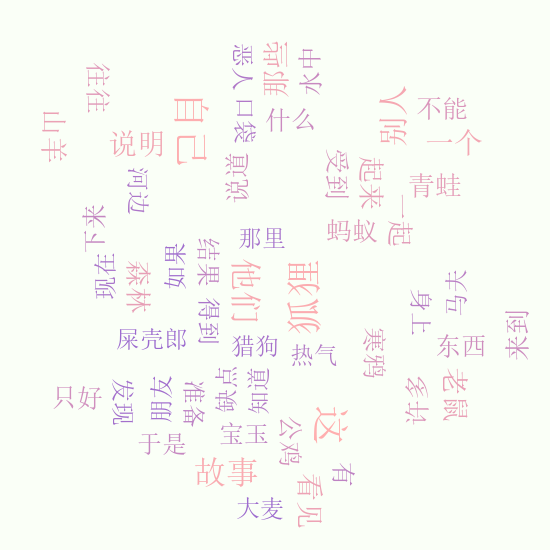 恶人
那些
水中
往往
自己
口袋
什么
别人
不能
山羊
说明
一个
说道
受到
起来
青蛙
河边
下来
一起
蚂蚁
那里
现在
森林
如果
结果
他们
狐狸
马夫
得到
身上
来到
屎壳郎
猎狗
热气
寒鸦
东西
只好
发现
朋友
准备
缺点
知道
许多
老鼠
于是
宝玉
公鸡
这
故事
看见
有
大麦